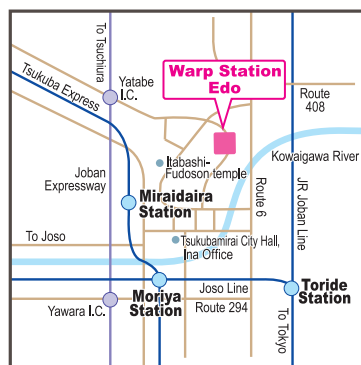 To Tsuchiura
Tsukuba Express
Yatabe
I.C.
Warp Station
Edo
Route
408
Kowaigawa River
Itabashi-
Fudoson temple
Joban
Expressway
Miraidaira
Station
Route 6
JR Joban Line
To Joso
Tsukubamirai City Hall,
Ina Office
Moriya
Station
Joso Line
Route 294
Toride
Station
Yawara I.C.
To Tokyo